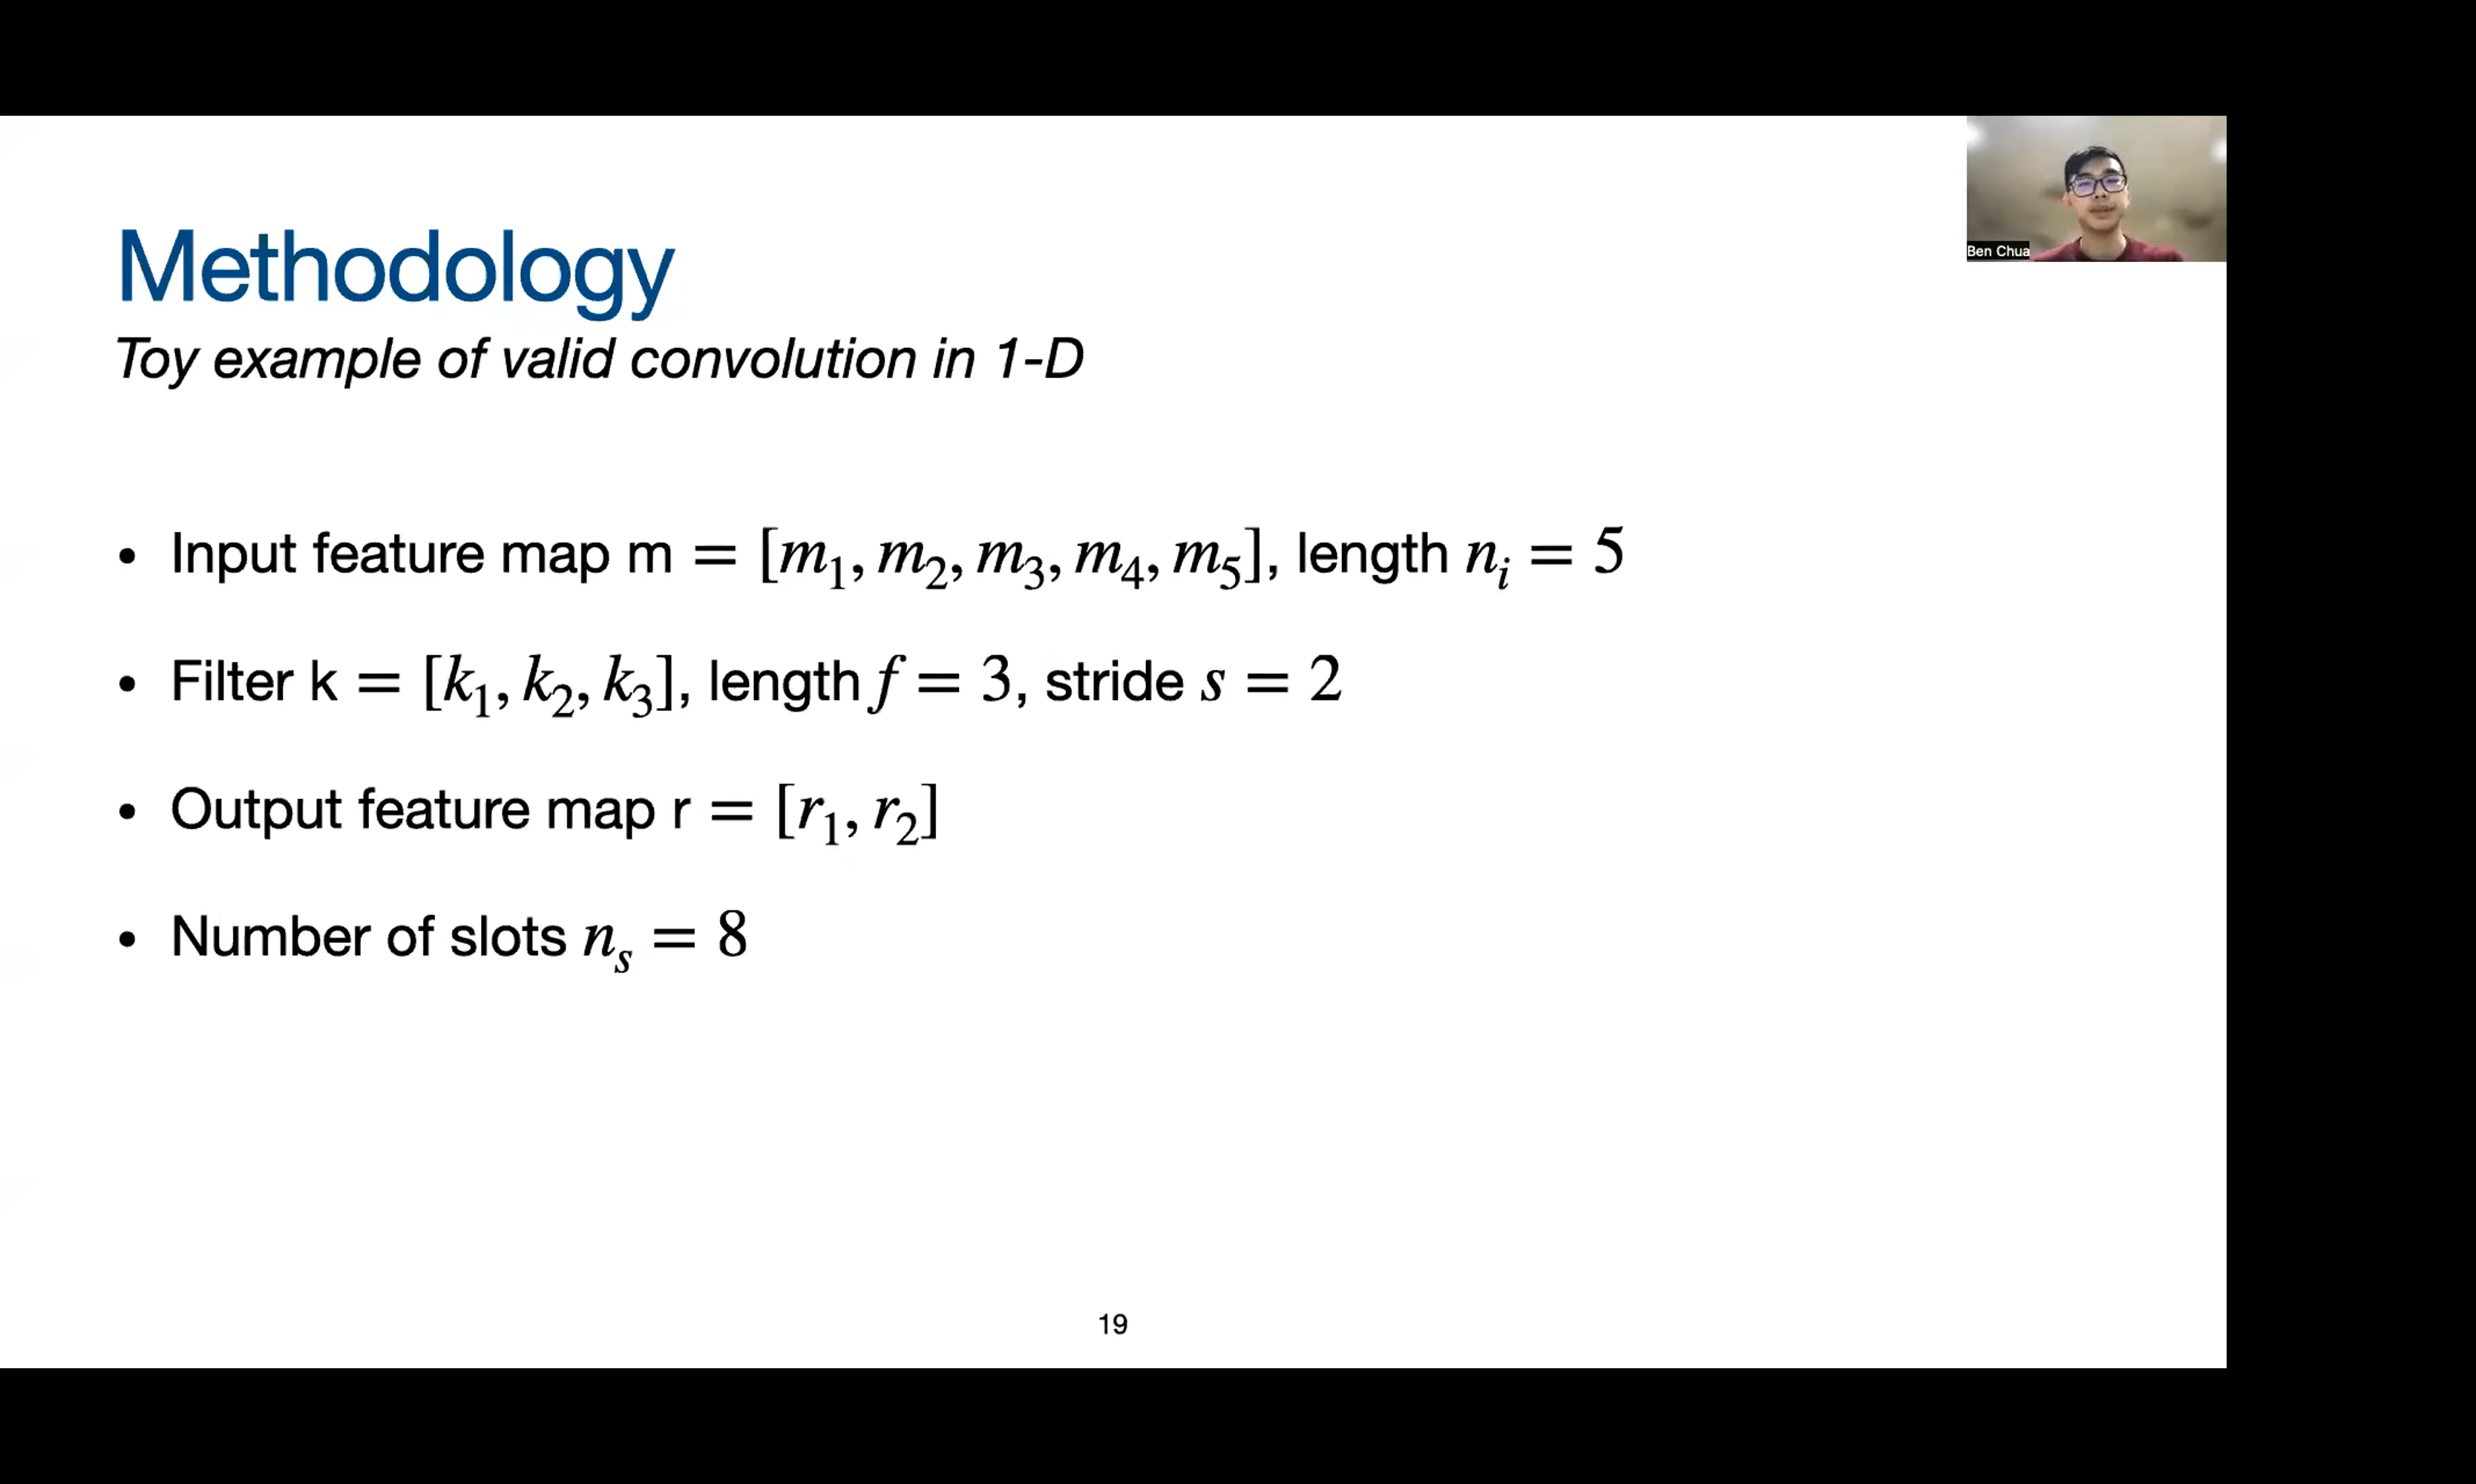 Methodology
Toy example of valid convolution in 1-D
Ben Chua
• Input feature map m = [m₁, m₂, m₃, m₄, m₅], length nᵢ = 5
• Filter k = [k₁, k₂, k₃], length f = 3, stride s = 2
• Output feature map r = [r₁, r₂]
• Number of slots nₛ = 8
19